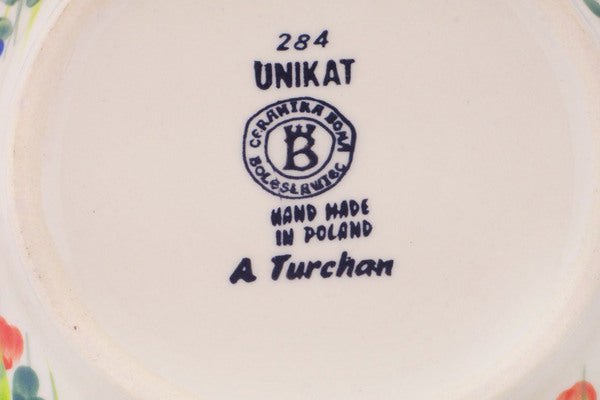 284
UNIKAT
CERAMIKA BONA
B
BOLESŁAWIEC
HAND MADE
IN POLAND
A Turchan